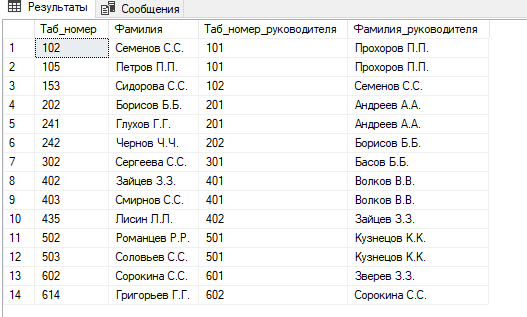 Результаты Сообщения
Таб_номер Фамилия Таб_номер_руководителя Фамилия_руководителя
1 102 Семенов С.С. 101 Прохоров П.П.
2 105 Петров П.П. 101 Прохоров П.П.
3 153 Сидорова С.С. 102 Семенов С.С.
4 202 Борисов Б.Б. 201 Андреев А.А.
5 241 Глухов Г.Г. 201 Андреев А.А.
6 242 Чернов Ч.Ч. 202 Борисов Б.Б.
7 302 Сергеева С.С. 301 Басов Б.Б.
8 402 Зайцев З.З. 401 Волков В.В.
9 403 Смирнов С.С. 401 Волков В.В.
10 435 Лисин Л.Л. 402 Зайцев З.З.
11 502 Романцев Р.Р. 501 Кузнецов К.К.
12 503 Соловьев С.С. 501 Кузнецов К.К.
13 602 Сорокина С.С. 601 Зверев З.З.
14 614 Григорьев Г.Г. 602 Сорокина С.С.